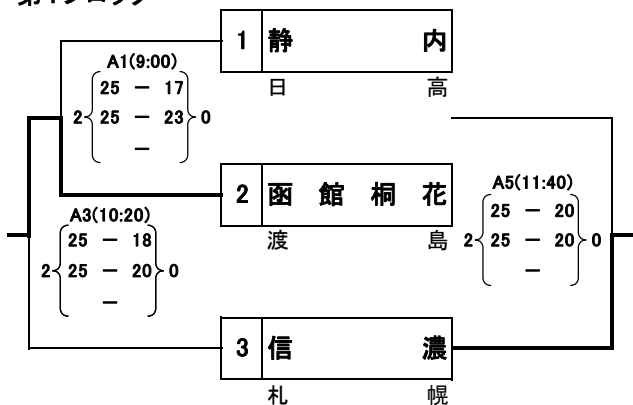 1 静 内
A1(9:00)
日 高
25 － 17
2 25 － 23 0
－
2 函 館 桐 花
A5(11:40)
A3(10:20)
渡 島
25 － 20
25 － 18
2 25 － 20 0
2 25 － 20 0
－
－
3 信 濃
札 幌